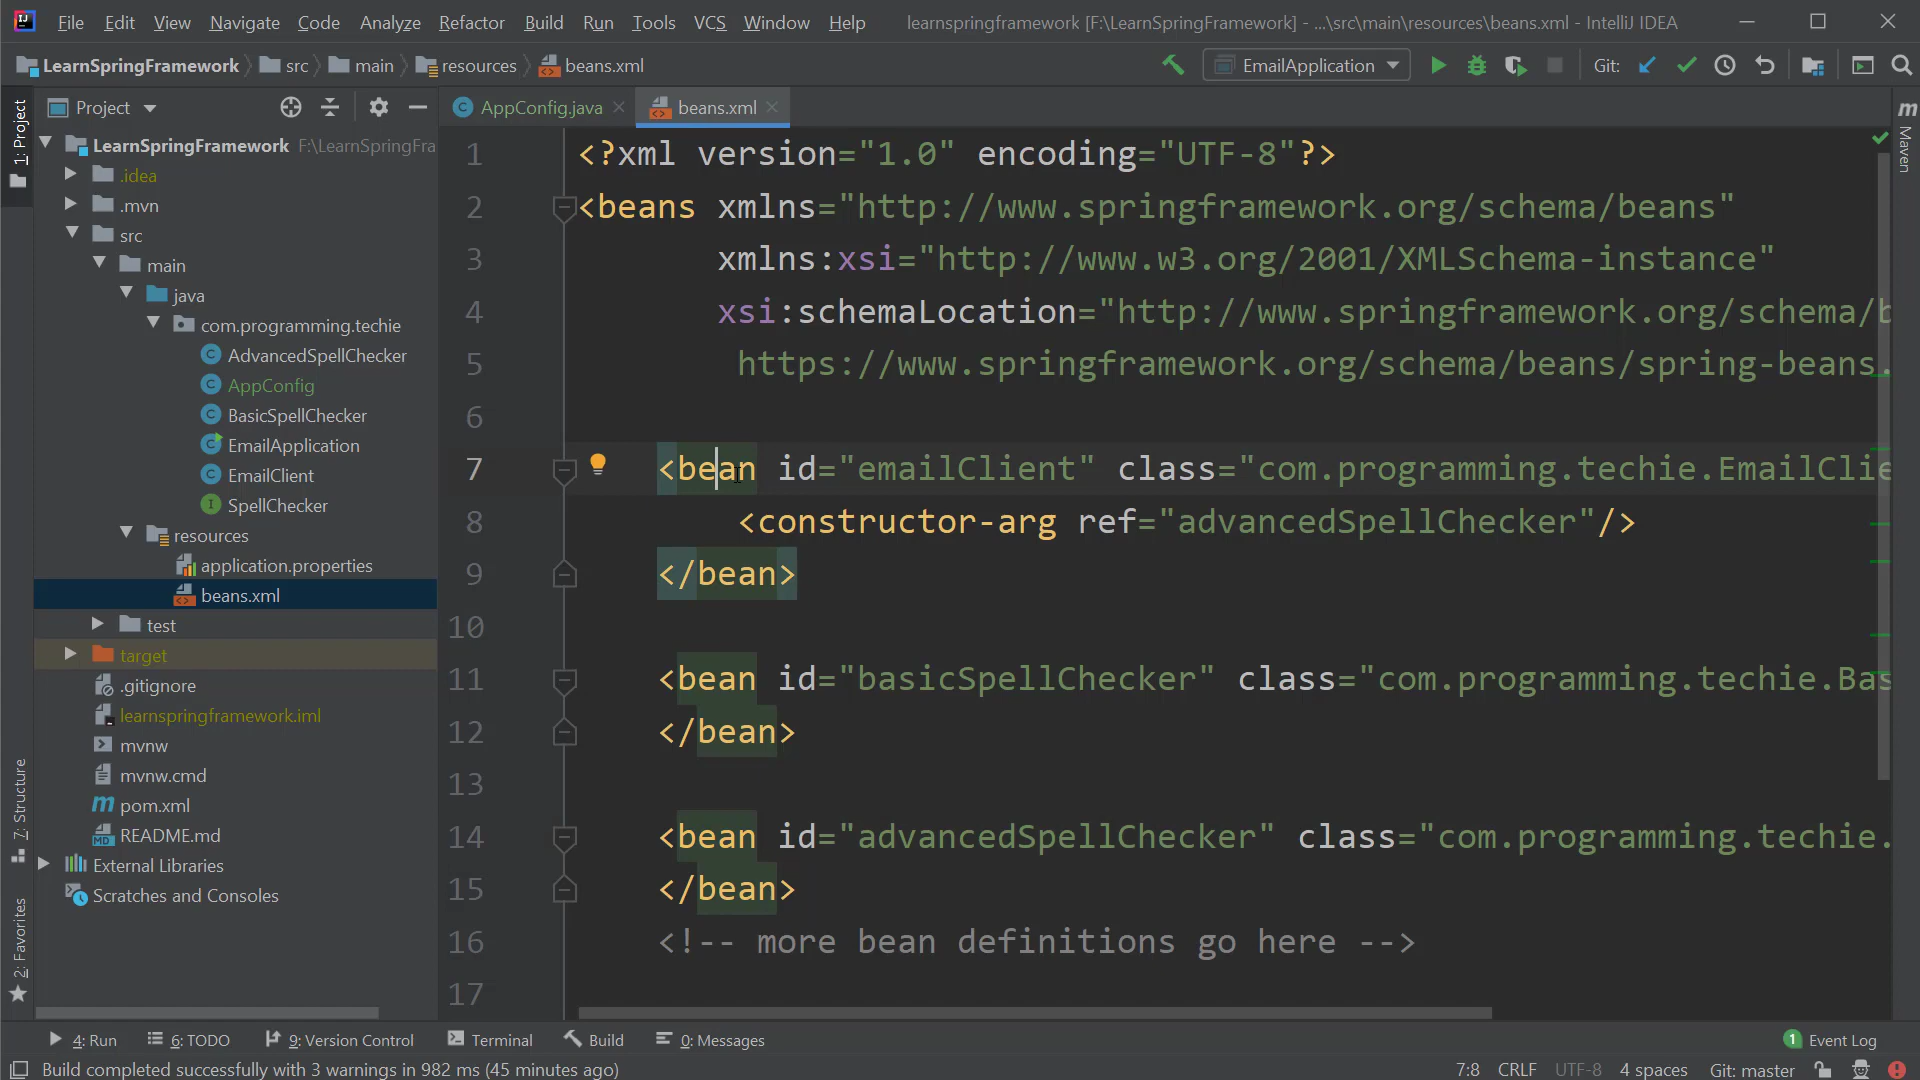 File Edit View Navigate Code Analyze Refactor Build Run Tools VCS Window Help learnspringframework [F:\LearnSpringFramework] - ...\src\main\resources\beans.xml - IntelliJ IDEA
LearnSpringFramework src main resources beans.xml EmailApplication Git:
1: Project
Project
AppConfig.java beans.xml
LearnSpringFramework F:\LearnSpringFra
.idea
.mvn
src
main
java
com.programming.techie
AdvancedSpellChecker
AppConfig
BasicSpellChecker
EmailApplication
EmailClient
SpellChecker
resources
application.properties
beans.xml
test
target
.gitignore
learnspringframework.iml
mvnw
mvnw.cmd
pom.xml
README.md
External Libraries
Scratches and Consoles
7: Structure
2: Favorites
1 <?xml version="1.0" encoding="UTF-8"?>
2 <beans xmlns="http://www.springframework.org/schema/beans"
3 xmlns:xsi="http://www.w3.org/2001/XMLSchema-instance"
4 xsi:schemaLocation="http://www.springframework.org/schema/b
5 https://www.springframework.org/schema/beans/spring-beans.
6
7 <bean id="emailClient" class="com.programming.techie.EmailClie
8 <constructor-arg ref="advancedSpellChecker"/>
9 </bean>
10
11 <bean id="basicSpellChecker" class="com.programming.techie.Bas
12 </bean>
13
14 <bean id="advancedSpellChecker" class="com.programming.techie.
15 </bean>
16 <!-- more bean definitions go here -->
17
m Maven
4: Run 6: TODO 9: Version Control Terminal Build 0: Messages 1 Event Log
Build completed successfully with 3 warnings in 982 ms (45 minutes ago) 7:8 CRLF UTF-8 4 spaces Git: master